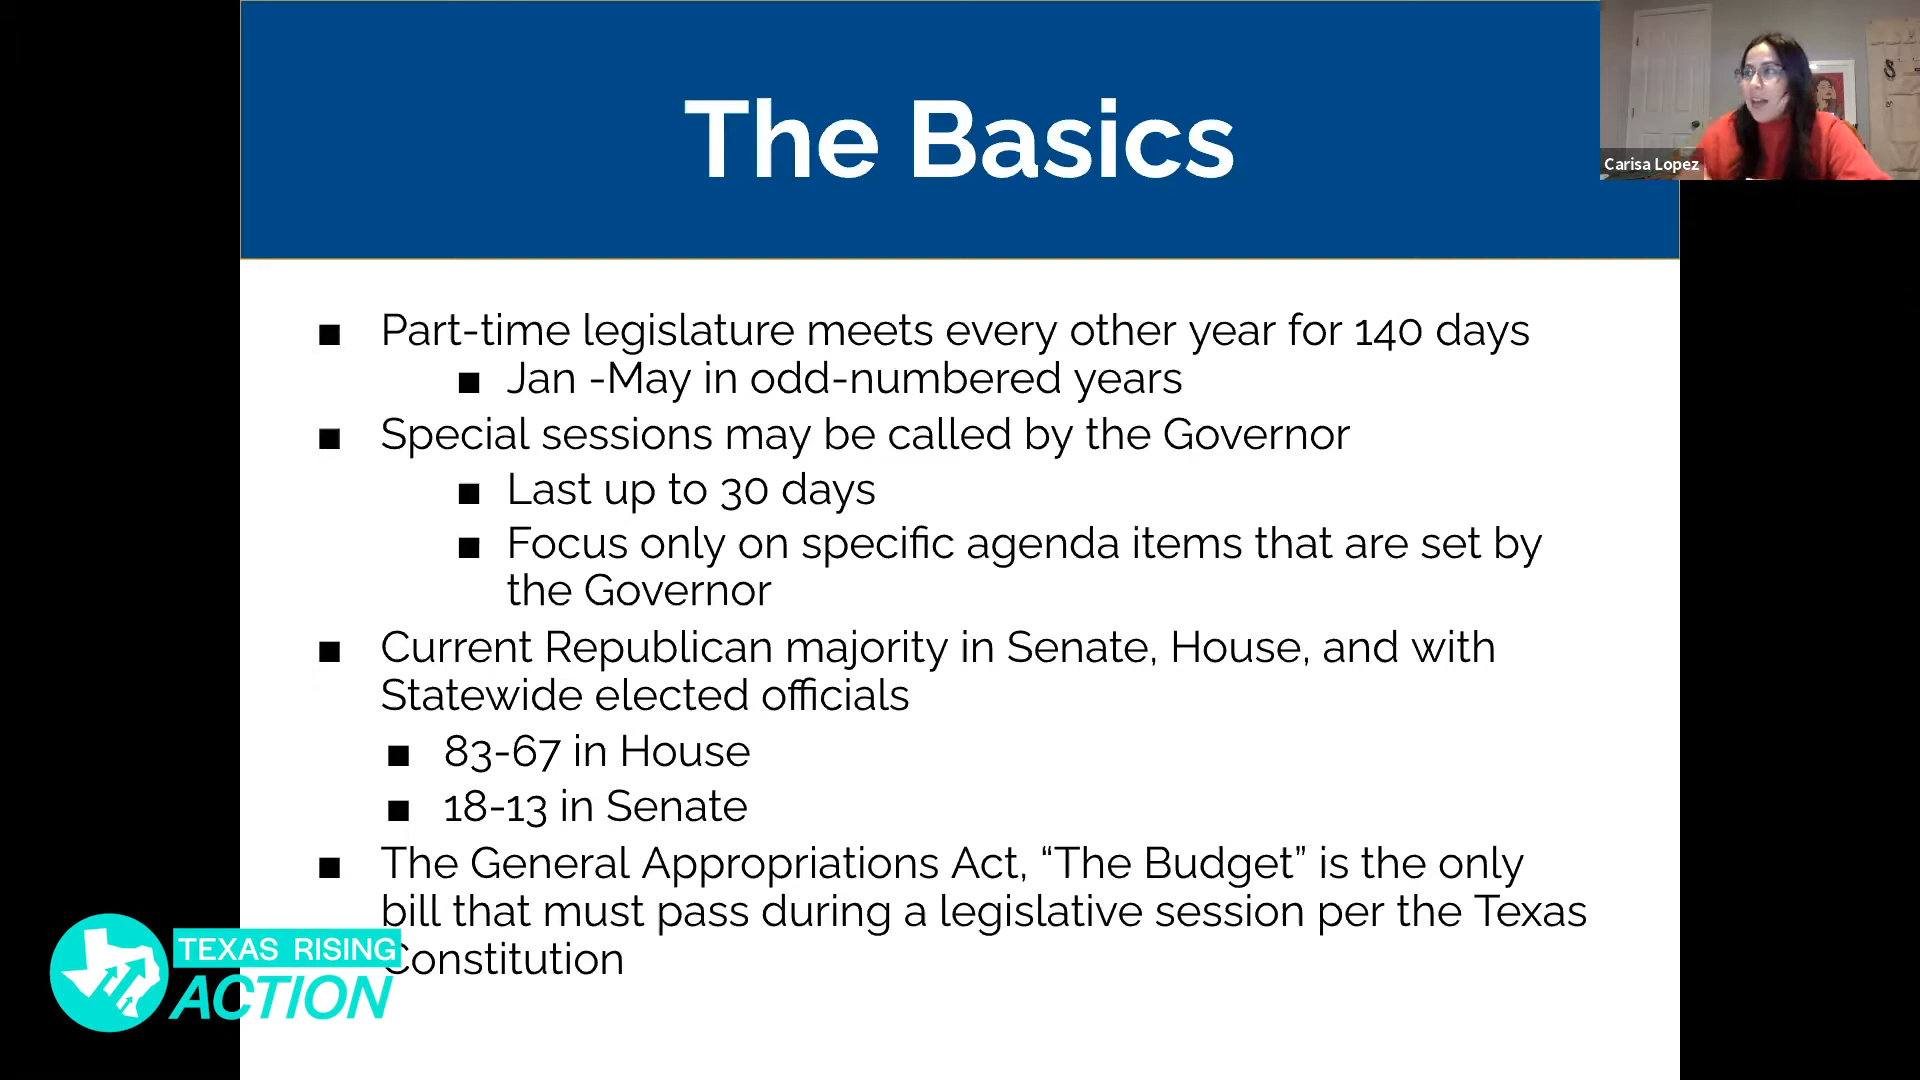 The Basics
Carisa Lopez
■ Part-time legislature meets every other year for 140 days
■ Jan -May in odd-numbered years
■ Special sessions may be called by the Governor
■ Last up to 30 days
■ Focus only on specific agenda items that are set by
the Governor
■ Current Republican majority in Senate, House, and with
Statewide elected officials
■ 83-67 in House
■ 18-13 in Senate
■ The General Appropriations Act, “The Budget” is the only
bill that must pass during a legislative session per the Texas
Constitution
TEXAS RISING
ACTION